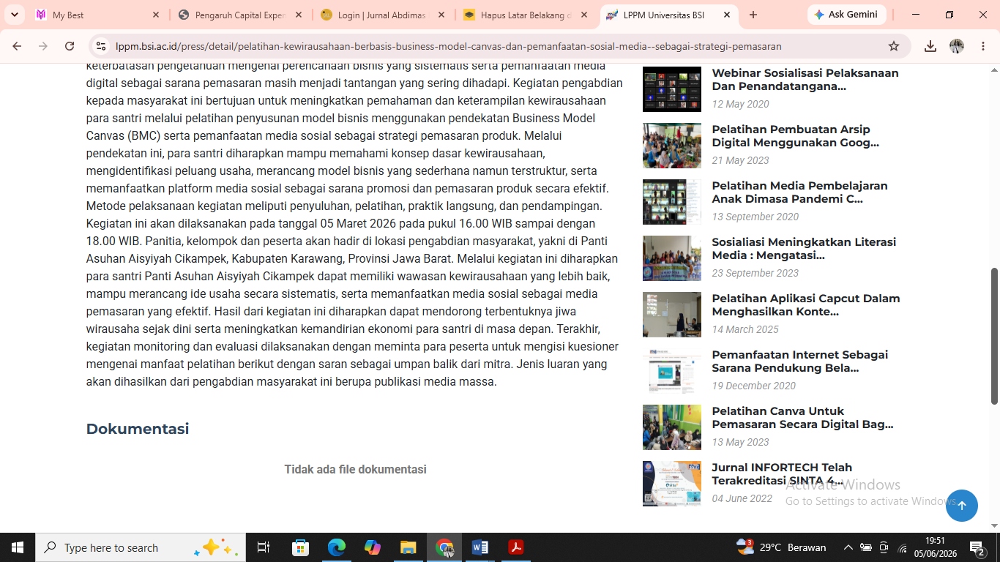 My Best
Pengaruh Capital Expen
Login | Jurnal Abdimas
Hapus Latar Belakang d
LPPM Universitas BSI
Ask Gemini
lppm.bsi.ac.id/press/detail/pelatihan-kewirausahaan-berbasis-business-model-canvas-dan-pemanfaatan-sosial-media--sebagai-strategi-pemasaran
keterbatasan pengetahuan mengenai perencanaan bisnis yang sistematis serta pemanfaatan media
digital sebagai sarana pemasaran masih menjadi tantangan yang sering dihadapi. Kegiatan pengabdian
kepada masyarakat ini bertujuan untuk meningkatkan pemahaman dan keterampilan kewirausahaan
para santri melalui pelatihan penyusunan model bisnis menggunakan pendekatan Business Model
Canvas (BMC) serta pemanfaatan media sosial sebagai strategi pemasaran produk. Melalui
pendekatan ini, para santri diharapkan mampu memahami konsep dasar kewirausahaan,
mengidentifikasi peluang usaha, merancang model bisnis yang sederhana namun terstruktur, serta
memanfaatkan platform media sosial sebagai sarana promosi dan pemasaran produk secara efektif.
Metode pelaksanaan kegiatan meliputi penyuluhan, pelatihan, praktik langsung, dan pendampingan.
Kegiatan ini akan dilaksanakan pada tanggal 05 Maret 2026 pada pukul 16.00 WIB sampai dengan
18.00 WIB. Panitia, kelompok dan peserta akan hadir di lokasi pengabdian masyarakat, yakni di Panti
Asuhan Aisyiyah Cikampek, Kabupaten Karawang, Provinsi Jawa Barat. Melalui kegiatan ini diharapkan
para santri Panti Asuhan Aisyiyah Cikampek dapat memiliki wawasan kewirausahaan yang lebih baik,
mampu merancang ide usaha secara sistematis, serta memanfaatkan media sosial sebagai media
pemasaran yang efektif. Hasil dari kegiatan ini diharapkan dapat mendorong terbentuknya jiwa
wirausaha sejak dini serta meningkatkan kemandirian ekonomi para santri di masa depan. Terakhir,
kegiatan monitoring dan evaluasi dilaksanakan dengan meminta para peserta untuk mengisi kuesioner
mengenai manfaat pelatihan berikut dengan saran sebagai umpan balik dari mitra. Jenis luaran yang
akan dihasilkan dari pengabdian masyarakat ini berupa publikasi media massa.
Dokumentasi
Tidak ada file dokumentasi
Webinar Sosialisasi Pelaksanaan
Dan Penandatangana...
12 May 2020
Pelatihan Pembuatan Arsip
Digital Menggunakan Goog...
21 May 2023
Pelatihan Media Pembelajaran
Anak Dimasa Pandemi C...
13 September 2020
Sosialiasi Meningkatkan Literasi
Media : Mengatasi...
23 September 2023
Pelatihan Aplikasi Capcut Dalam
Menghasilkan Konte...
14 March 2025
Pemanfaatan Internet Sebagai
Sarana Pendukung Bela...
19 December 2020
Pelatihan Canva Untuk
Pemasaran Secara Digital Bag...
13 May 2023
Jurnal INFORTECH Telah
Terakreditasi SINTA 4...
04 June 2022
Activate Windows
Go to Settings to activate Windows.
Type here to search
3
29°C Berawan
19:51
05/06/2026
2